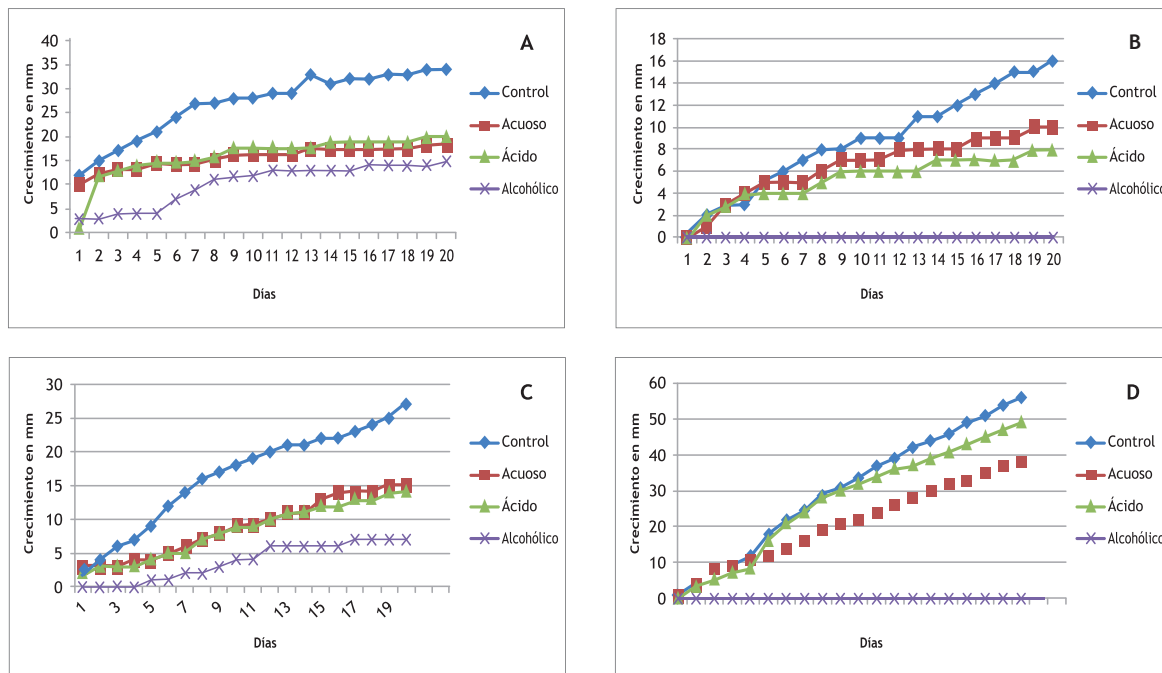 A
Crecimiento en mm
40
35
30
25
20
15
10
5
0
1 2 3 4 5 6 7 8 9 10 11 12 13 14 15 16 17 18 19 20
Días
Control
Acuoso
Ácido
Alcohólico
B
Crecimiento en mm
18
16
14
12
10
8
6
4
2
0
1 2 3 4 5 6 7 8 9 10 11 12 13 14 15 16 17 18 19 20
Días
Control
Acuoso
Ácido
Alcohólico
C
Crecimiento en mm
30
25
20
15
10
5
0
1 3 5 7 9 11 13 15 17 19
Días
Control
Acuoso
Ácido
Alcohólico
D
Crecimiento en mm
60
50
40
30
20
10
0
Días
Control
Acuoso
Ácido
Alcohólico